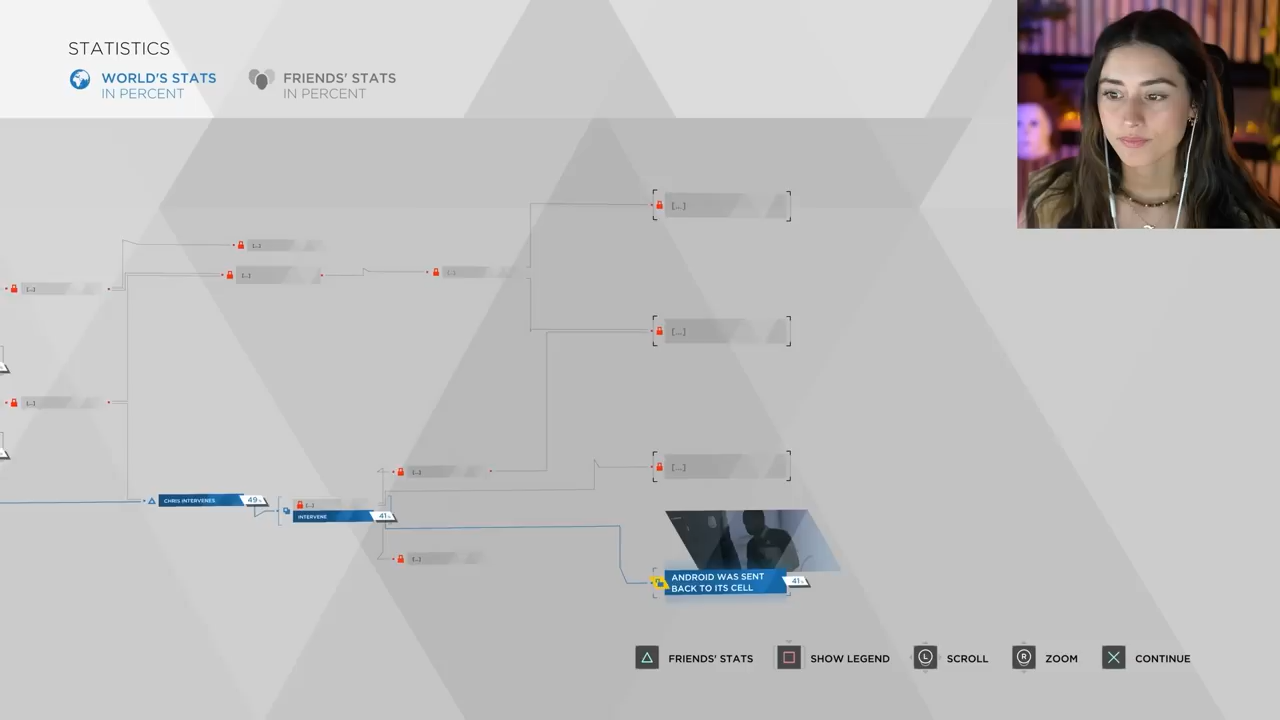 STATISTICS
WORLD'S STATS
IN PERCENT
FRIENDS' STATS
IN PERCENT
[...]
[...]
[...]
[...]
[...]
[...]
[...]
[...]
[...]
CHRIS INTERVENES 49%
[...]
INTERVENE 41%
[...]
ANDROID WAS SENT
BACK TO ITS CELL
41%
FRIENDS' STATS
SHOW LEGEND
L
SCROLL
R
ZOOM
CONTINUE